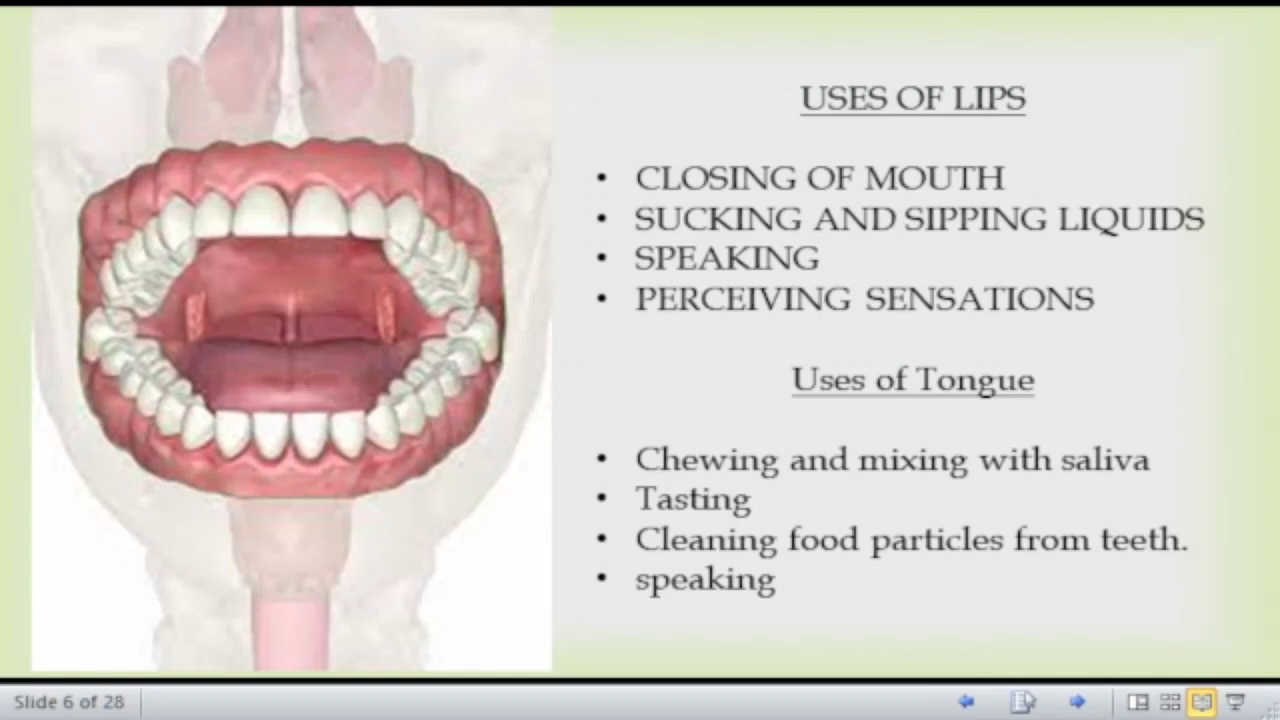 USES OF LIPS
• CLOSING OF MOUTH
• SUCKING AND SIPPING LIQUIDS
• SPEAKING
• PERCEIVING SENSATIONS
Uses of Tongue
• Chewing and mixing with saliva
• Tasting
• Cleaning food particles from teeth.
• speaking
Slide 6 of 28